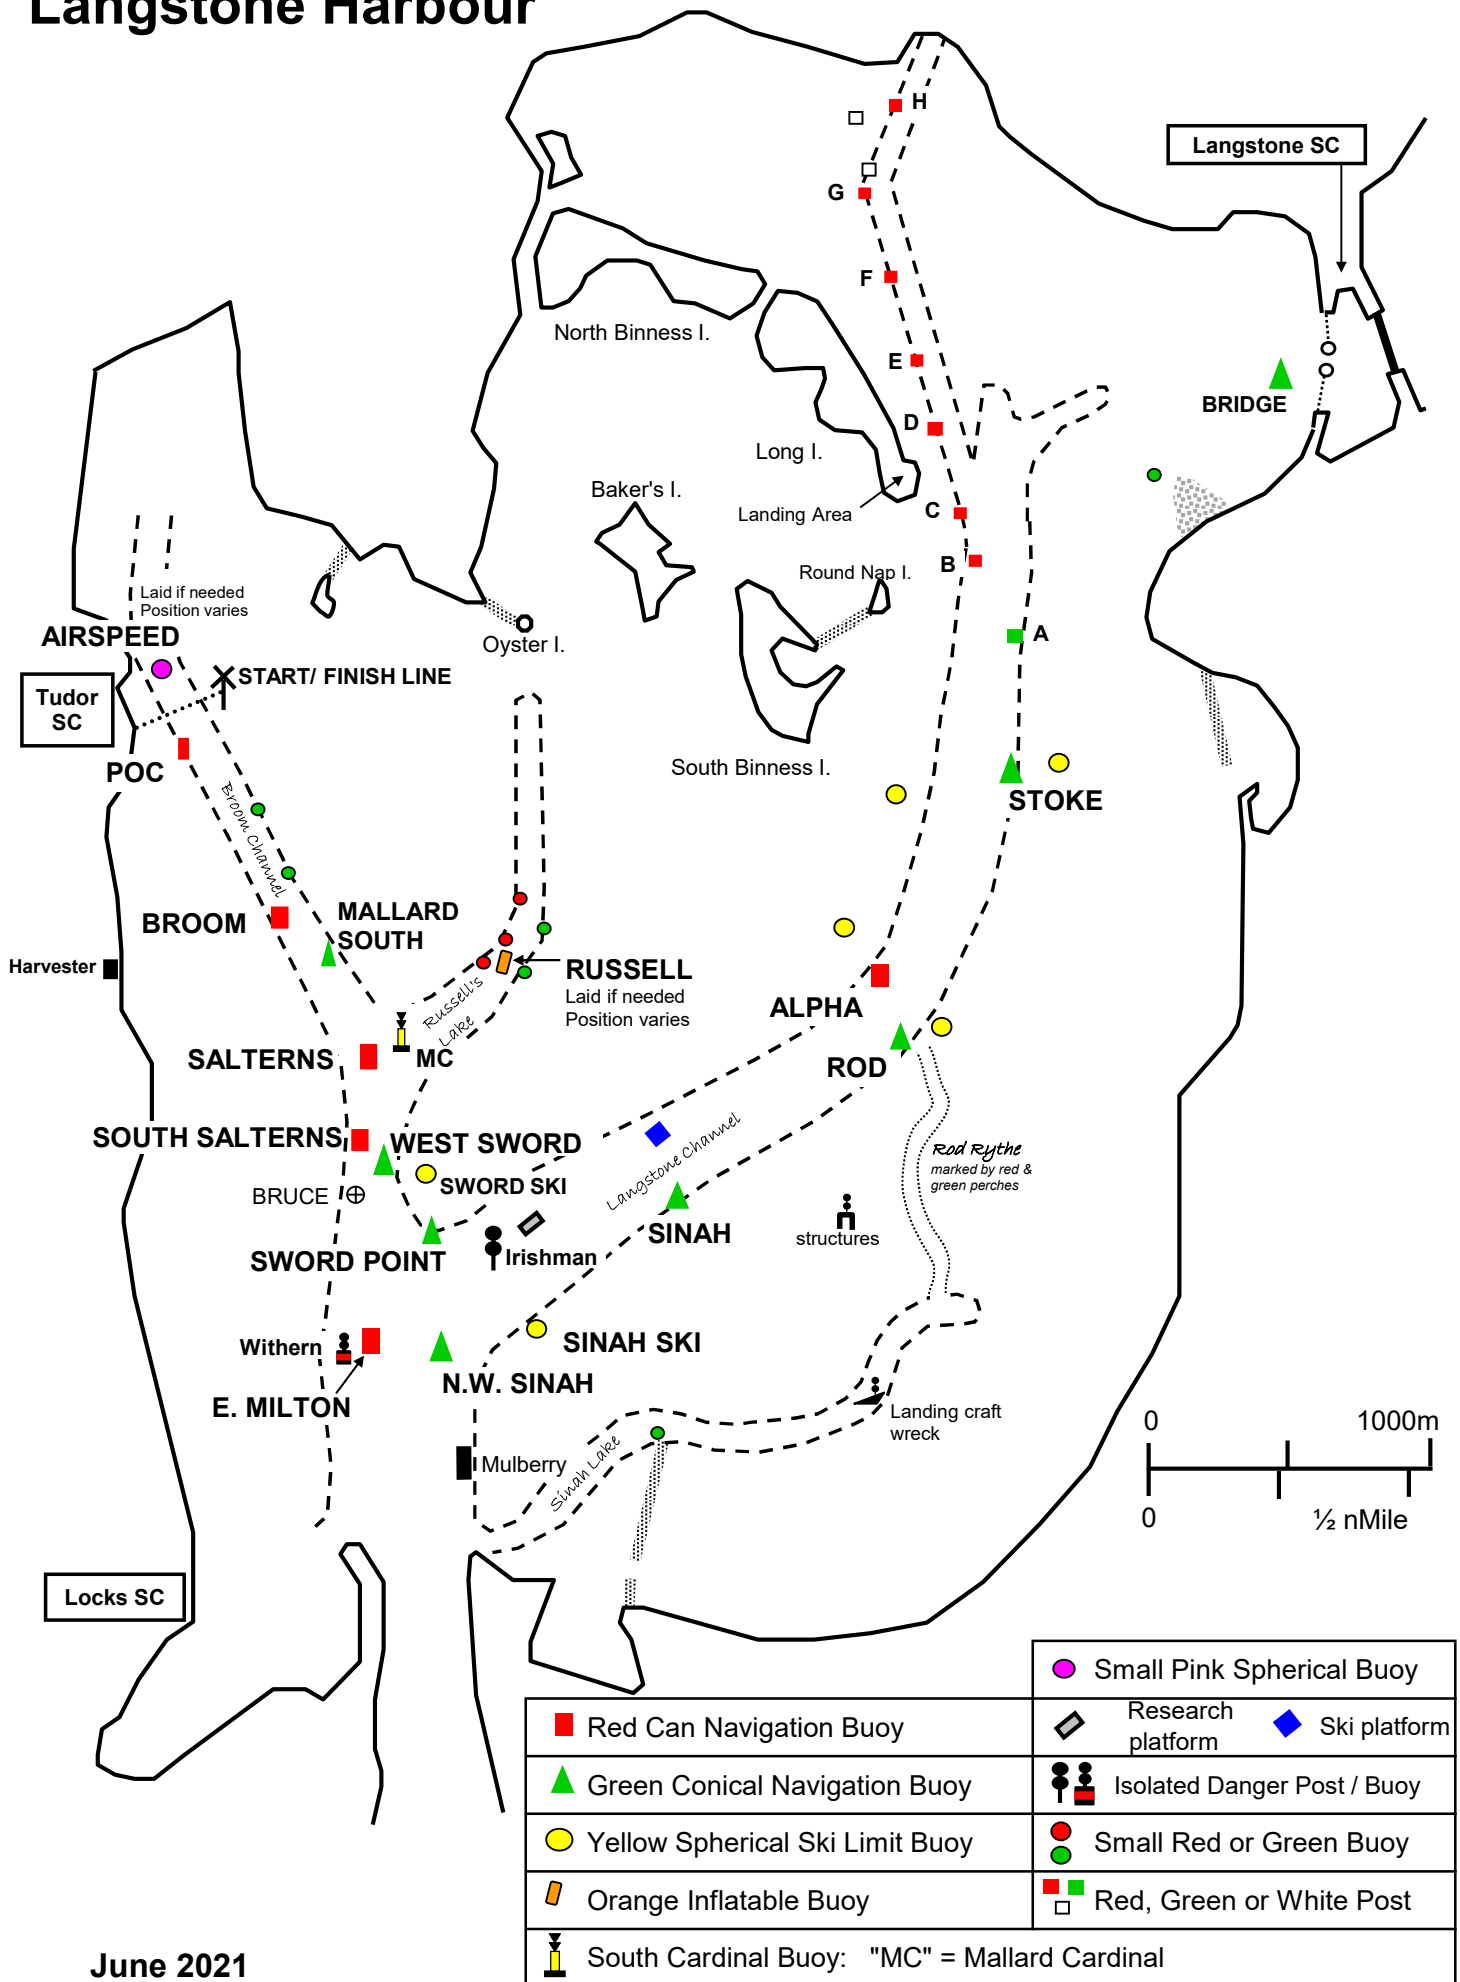 Langstone Harbour
H
Langstone SC
G
F
North Binness I.
E
BRIDGE
D
Long I.
Baker's I.
Landing Area
C
B
Round Nap I.
Laid if needed
Position varies
AIRSPEED
A
Oyster I.
START/ FINISH LINE
Tudor
SC
POC
South Binness I.
STOKE
Broom Channel
BROOM
MALLARD
SOUTH
Harvester
RUSSELL
Laid if needed
Position varies
Russell's
Lake
ALPHA
SALTERNS
MC
ROD
SOUTH SALTERNS
WEST SWORD
Langstone Channel
Rod Rythe
marked by red &
green perches
BRUCE
SWORD SKI
SINAH
structures
SWORD POINT
Irishman
Withern
SINAH SKI
N.W. SINAH
E. MILTON
Landing craft
wreck
0 1000m
Mulberry
Sinah Lake
0 ½ nMile
Locks SC
Small Pink Spherical Buoy
Red Can Navigation Buoy
Research
platform
Ski platform
Green Conical Navigation Buoy
Isolated Danger Post / Buoy
Yellow Spherical Ski Limit Buoy
Small Red or Green Buoy
Orange Inflatable Buoy
Red, Green or White Post
South Cardinal Buoy: "MC" = Mallard Cardinal
June 2021